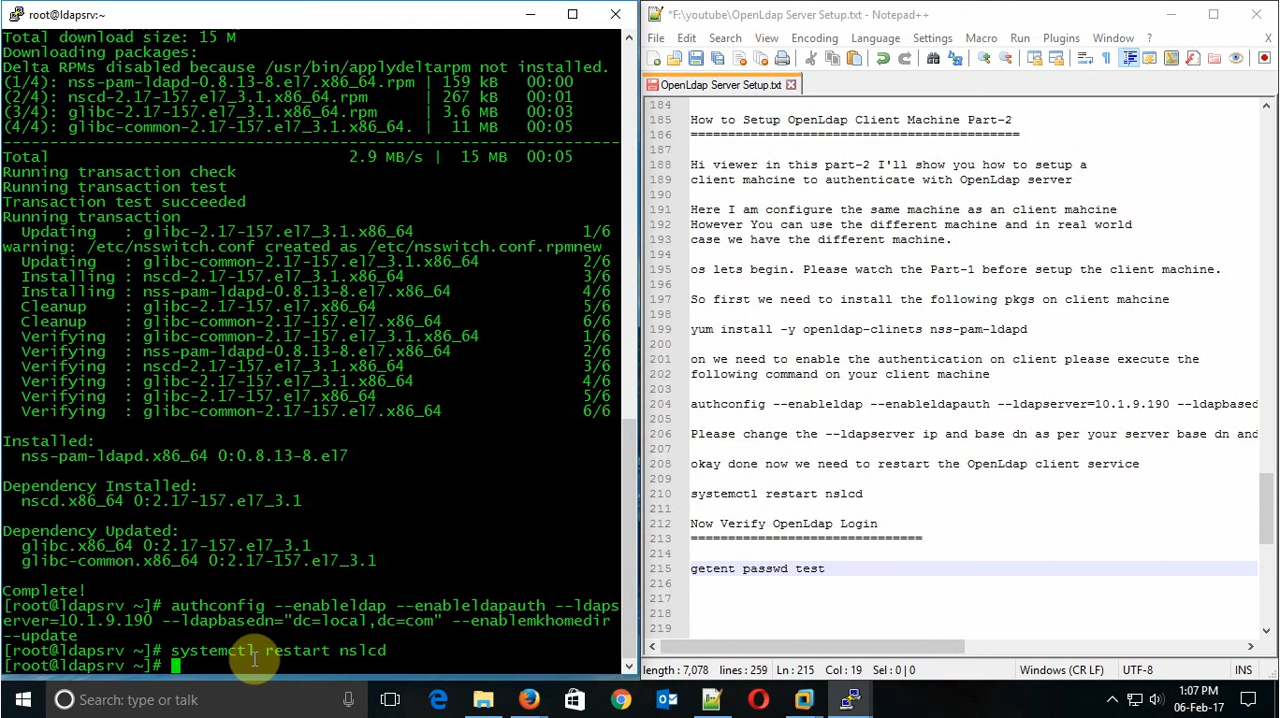 root@ldapsrv:~
Total download size: 15 M
Downloading packages:
Delta RPMs disabled because /usr/bin/applydeltarpm not installed.
(1/4): nss-pam-ldapd-0.8.13-8.el7.x86_64.rpm | 159 kB 00:00
(2/4): nscd-2.17-157.el7_3.1.x86_64.rpm | 267 kB 00:01
(3/4): glibc-2.17-157.el7_3.1.x86_64.rpm | 3.6 MB 00:03
(4/4): glibc-common-2.17-157.el7_3.1.x86_64. | 11 MB 00:05
Total 2.9 MB/s | 15 MB 00:05
Running transaction check
Running transaction test
Transaction test succeeded
Running transaction
Updating : glibc-2.17-157.el7_3.1.x86_64 1/6
warning: /etc/nsswitch.conf created as /etc/nsswitch.conf.rpmnew
Updating : glibc-common-2.17-157.el7_3.1.x86_64 2/6
Installing : nscd-2.17-157.el7_3.1.x86_64 3/6
Installing : nss-pam-ldapd-0.8.13-8.el7.x86_64 4/6
Cleanup : glibc-2.17-157.el7.x86_64 5/6
Cleanup : glibc-common-2.17-157.el7.x86_64 6/6
Verifying : glibc-common-2.17-157.el7_3.1.x86_64 1/6
Verifying : nss-pam-ldapd-0.8.13-8.el7.x86_64 2/6
Verifying : nscd-2.17-157.el7_3.1.x86_64 3/6
Verifying : glibc-2.17-157.el7_3.1.x86_64 4/6
Verifying : glibc-2.17-157.el7.x86_64 5/6
Verifying : glibc-common-2.17-157.el7.x86_64 6/6
Installed:
nss-pam-ldapd.x86_64 0:0.8.13-8.el7
Dependency Installed:
nscd.x86_64 0:2.17-157.el7_3.1
Dependency Updated:
glibc.x86_64 0:2.17-157.el7_3.1
glibc-common.x86_64 0:2.17-157.el7_3.1
Complete!
[root@ldapsrv ~]# authconfig --enableldap --enableldapauth --ldaps
erver=10.1.9.190 --ldapbasedn="dc=local,dc=com" --enablemkhomedir
--update
[root@ldapsrv ~]# systemctl restart nslcd
[root@ldapsrv ~]#
*F:\youtube\OpenLdap Server Setup.txt - Notepad++
File Edit Search View Encoding Language Settings Macro Run Plugins Window ? X
OpenLdap Server Setup.txt
184
185 How to Setup OpenLdap Client Machine Part-2
186 ============================================
187
188 Hi viewer in this part-2 I'll show you how to setup a
189 client mahcine to authenticate with OpenLdap server
190
191 Here I am configure the same machine as an client mahcine
192 However You can use the different machine and in real world
193 case we have the different machine.
194
195 os lets begin. Please watch the Part-1 before setup the client machine.
196
197 So first we need to install the following pkgs on client mahcine
198
199 yum install -y openldap-clinets nss-pam-ldapd
200
201 on we need to enable the authentication on client please execute the
202 following command on your client machine
203
204 authconfig --enableldap --enableldapauth --ldapserver=10.1.9.190 --ldapbased
205
206 Please change the --ldapserver ip and base dn as per your server base dn and
207
208 okay done now we need to restart the OpenLdap client service
209
210 systemctl restart nslcd
211
212 Now Verify OpenLdap Login
213 ===============================
214
215 getent passwd test
216
217
218
219
length : 7,078 lines : 259 Ln : 215 Col : 19 Sel : 0 | 0 Dos\Windows UTF-8 INS
Search: type or command
1:07 PM
06-Feb-17